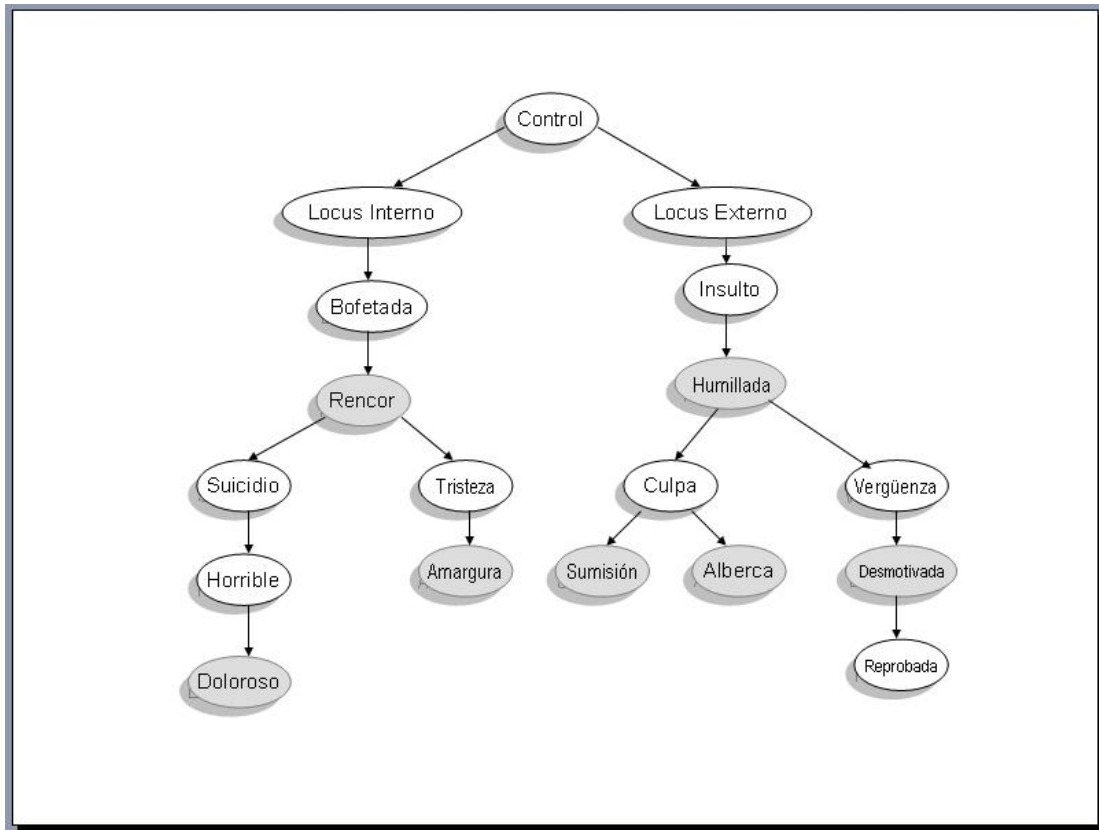 Control
Locus Interno
Locus Externo
Bofetada
Insulto
Rencor
Humillada
Suicidio
Tristeza
Culpa
Vergüenza
Horrible
Amargura
Sumisión
Alberca
Desmotivada
Doloroso
Reprobada